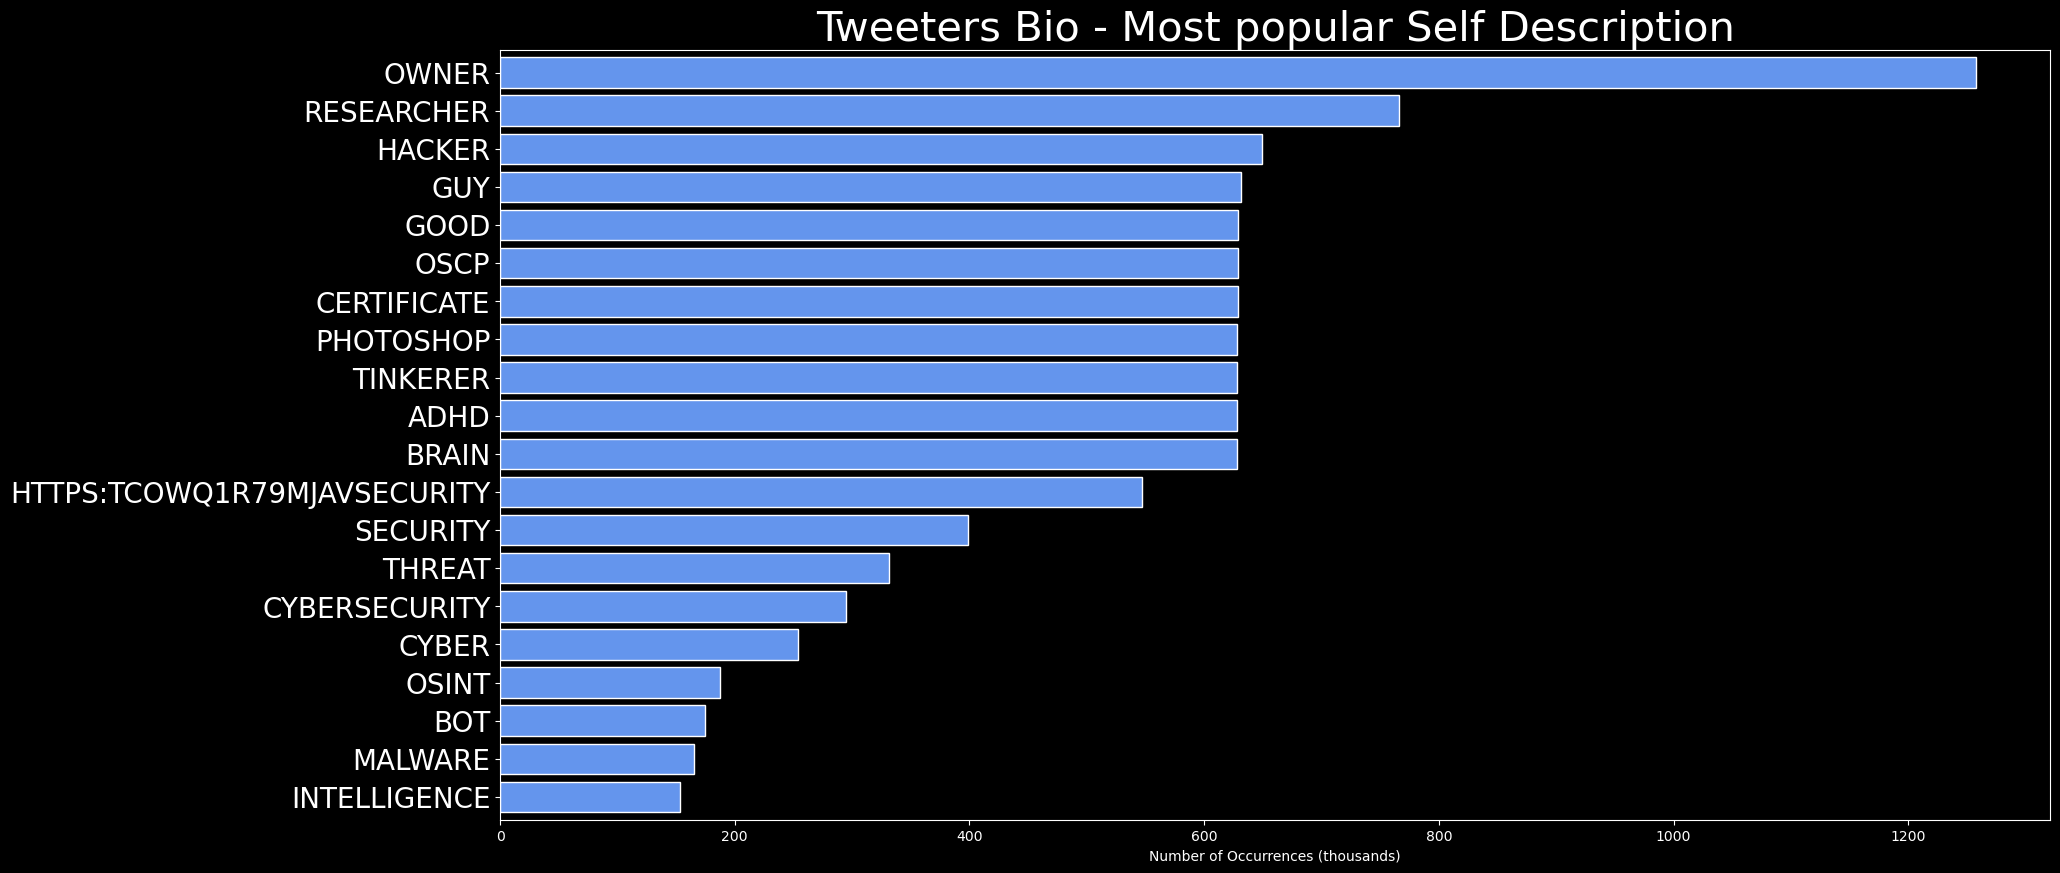 Tweeters Bio - Most popular Self Description
OWNER
RESEARCHER
HACKER
GUY
GOOD
OSCP
CERTIFICATE
PHOTOSHOP
TINKERER
ADHD
BRAIN
HTTPS:TCOWQ1R79MJAVSECURITY
SECURITY
THREAT
CYBERSECURITY
CYBER
OSINT
BOT
MALWARE
INTELLIGENCE
0 200 400 600 800 1000 1200
Number of Occurrences (thousands)